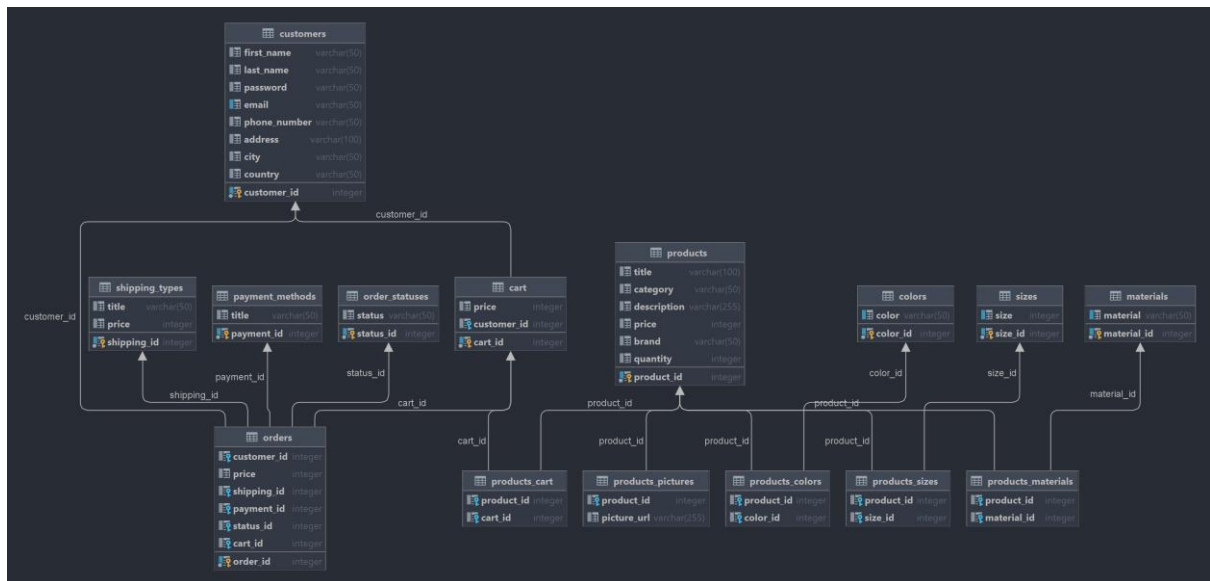 customers
first_name varchar(50)
last_name varchar(50)
password varchar(50)
email varchar(50)
phone_number varchar(50)
address varchar(100)
city varchar(50)
country varchar(50)
customer_id integer
customer_id
customer_id
shipping_types
title varchar(50)
price integer
shipping_id integer
payment_methods
title varchar(50)
payment_id integer
order_statuses
status varchar(50)
status_id integer
cart
price integer
customer_id integer
cart_id integer
products
title varchar(100)
category varchar(50)
description varchar(255)
price integer
brand varchar(50)
quantity integer
product_id integer
colors
color varchar(50)
color_id integer
sizes
size integer
size_id integer
materials
material varchar(50)
material_id integer
shipping_id
payment_id
status_id
cart_id
cart_id
product_id
product_id
product_id
product_id
product_id
color_id
size_id
material_id
orders
customer_id integer
price integer
shipping_id integer
payment_id integer
status_id integer
cart_id integer
order_id integer
products_cart
product_id integer
cart_id integer
products_pictures
product_id integer
picture_url varchar(255)
products_colors
product_id integer
color_id integer
products_sizes
product_id integer
size_id integer
products_materials
product_id integer
material_id integer